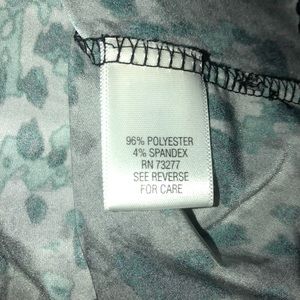 96% POLYESTER
4% SPANDEX
RN 73277
SEE REVERSE
FOR CARE